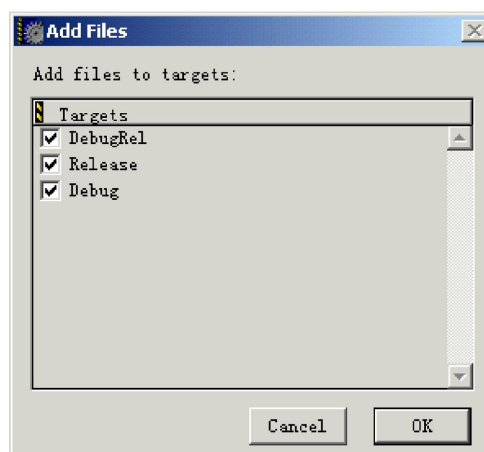 Add Files
Add files to targets:
Targets
DebugRel
Release
Debug
Cancel
OK